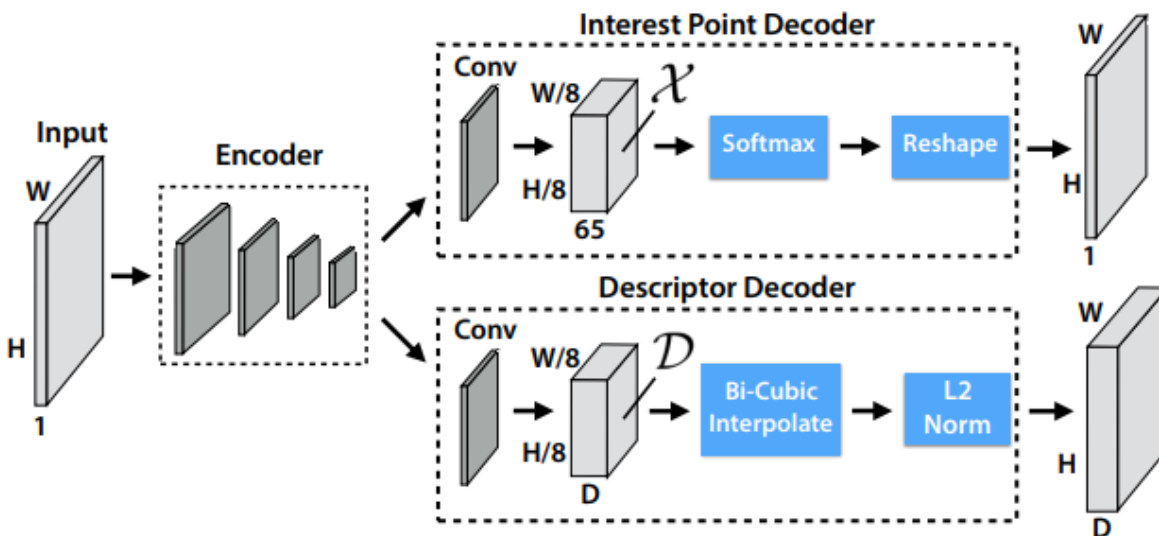 Input
W
H
1
Encoder
Interest Point Decoder
Conv
W/8
H/8
65
𝒳
Softmax
Reshape
W
H
1
Descriptor Decoder
Conv
W/8
H/8
D
𝒟
Bi-Cubic
Interpolate
L2
Norm
W
H
D